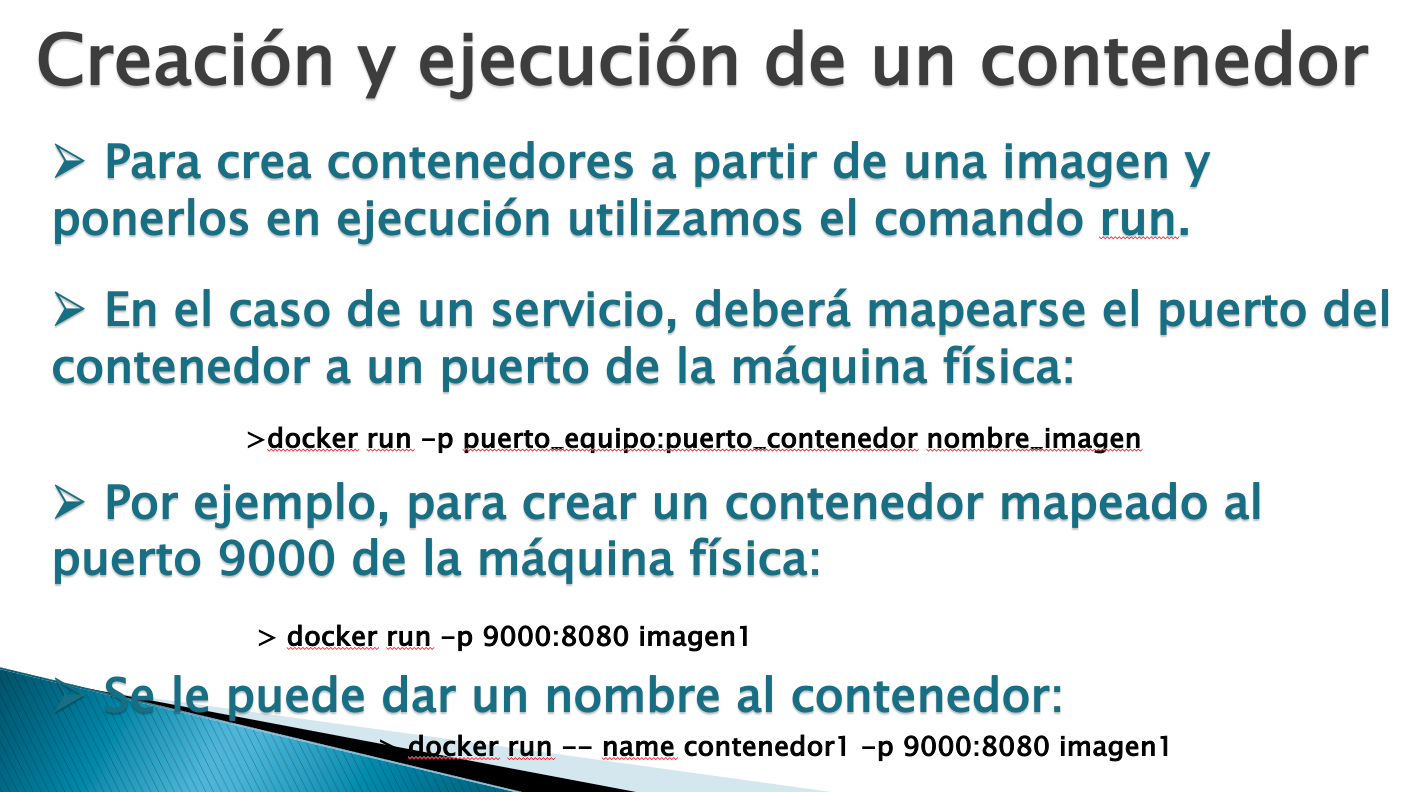 Creación y ejecución de un contenedor
➢ Para crea contenedores a partir de una imagen y
ponerlos en ejecución utilizamos el comando run.
➢ En el caso de un servicio, deberá mapearse el puerto del
contenedor a un puerto de la máquina física:
>docker run -p puerto_equipo:puerto_contenedor nombre_imagen
➢ Por ejemplo, para crear un contenedor mapeado al
puerto 9000 de la máquina física:
> docker run -p 9000:8080 imagen1
➢ Se le puede dar un nombre al contenedor:
> docker run -- name contenedor1 -p 9000:8080 imagen1